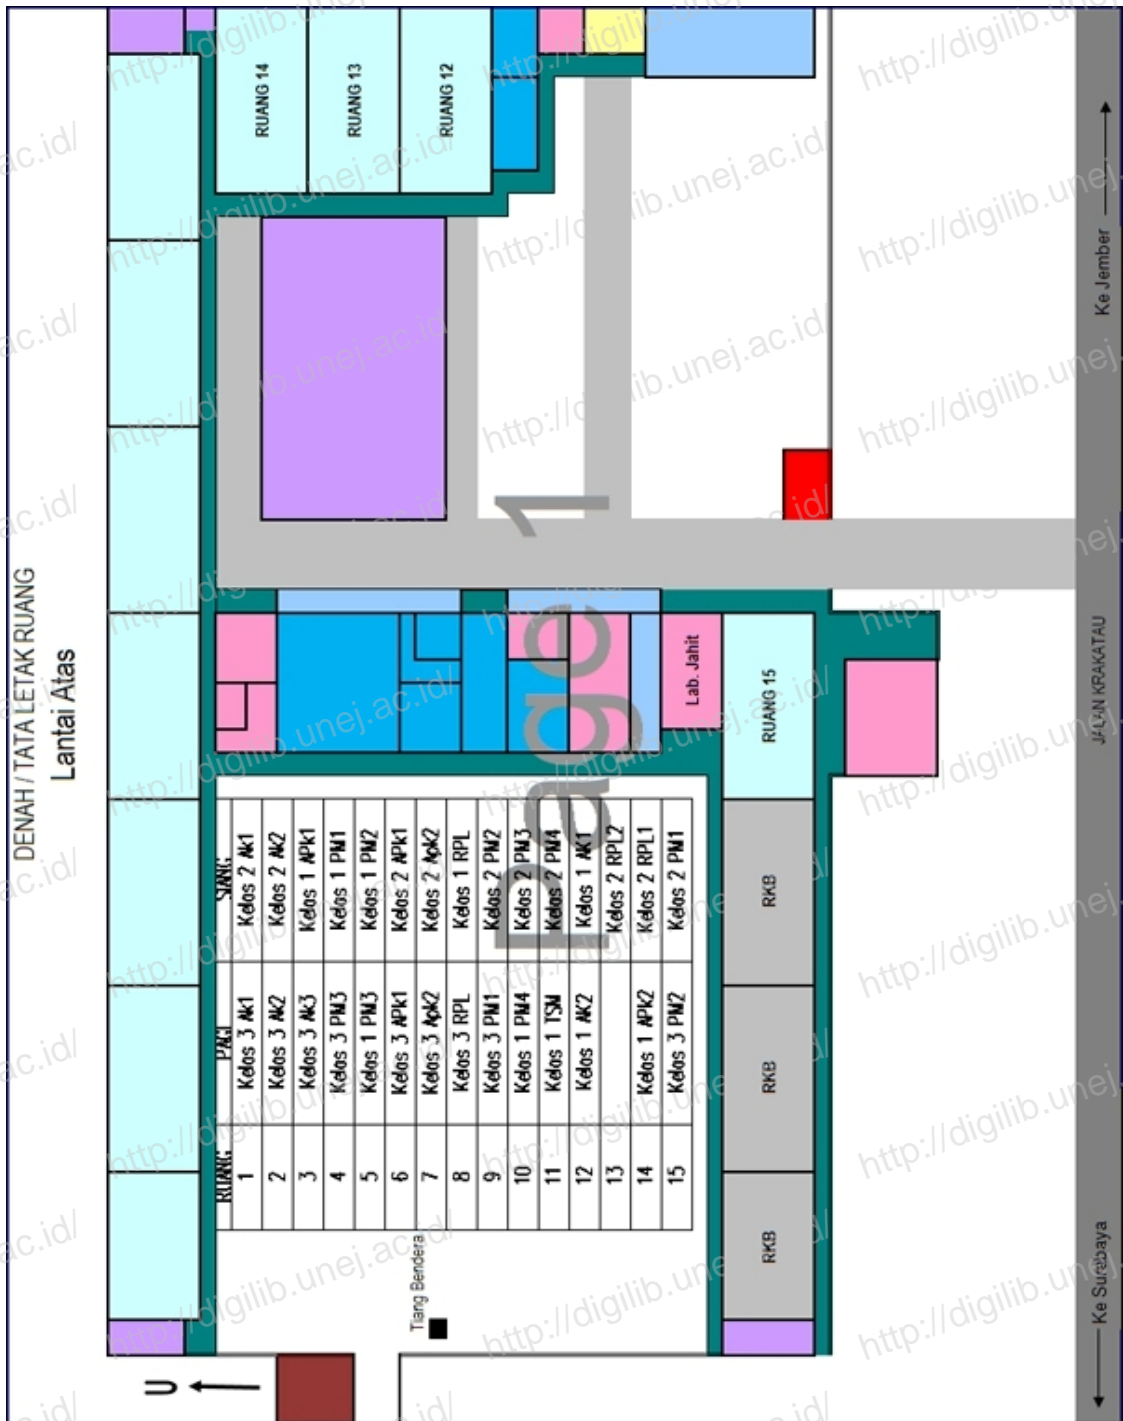 DENAH / TATA LETAK RUANG
Lantai Atas
RUANG 14
RUANG 13
RUANG 12
Lab. Jahit
RUANG 15
RKB
RKB
RKB
RUANG PAGI SIANG
1 Kelas 3 Ak1 Kelas 2 Ak1
2 Kelas 3 Ak2 Kelas 2 Ak2
3 Kelas 3 Ak3 Kelas 1 APk1
4 Kelas 3 PM3 Kelas 1 PM1
5 Kelas 1 PM3 Kelas 1 PM2
6 Kelas 3 APk1 Kelas 2 APk1
7 Kelas 3 Apk2 Kelas 2 Apk2
8 Kelas 3 RPL Kelas 1 RPL
9 Kelas 3 PM1 Kelas 2 PM2
10 Kelas 1 PM4 Kelas 2 PM3
11 Kelas 1 TSM Kelas 2 PM4
12 Kelas 1 AK2 Kelas 1 AK1
13 Kelas 2 RPL2
14 Kelas 1 APk2 Kelas 2 RPL1
15 Kelas 3 PM2 Kelas 2 PM1
Tiang Bendera
U
Ke Surabaya
JALAN KRAKATAU
Ke Jember
Page 1
http://digilib.unej.ac.id/